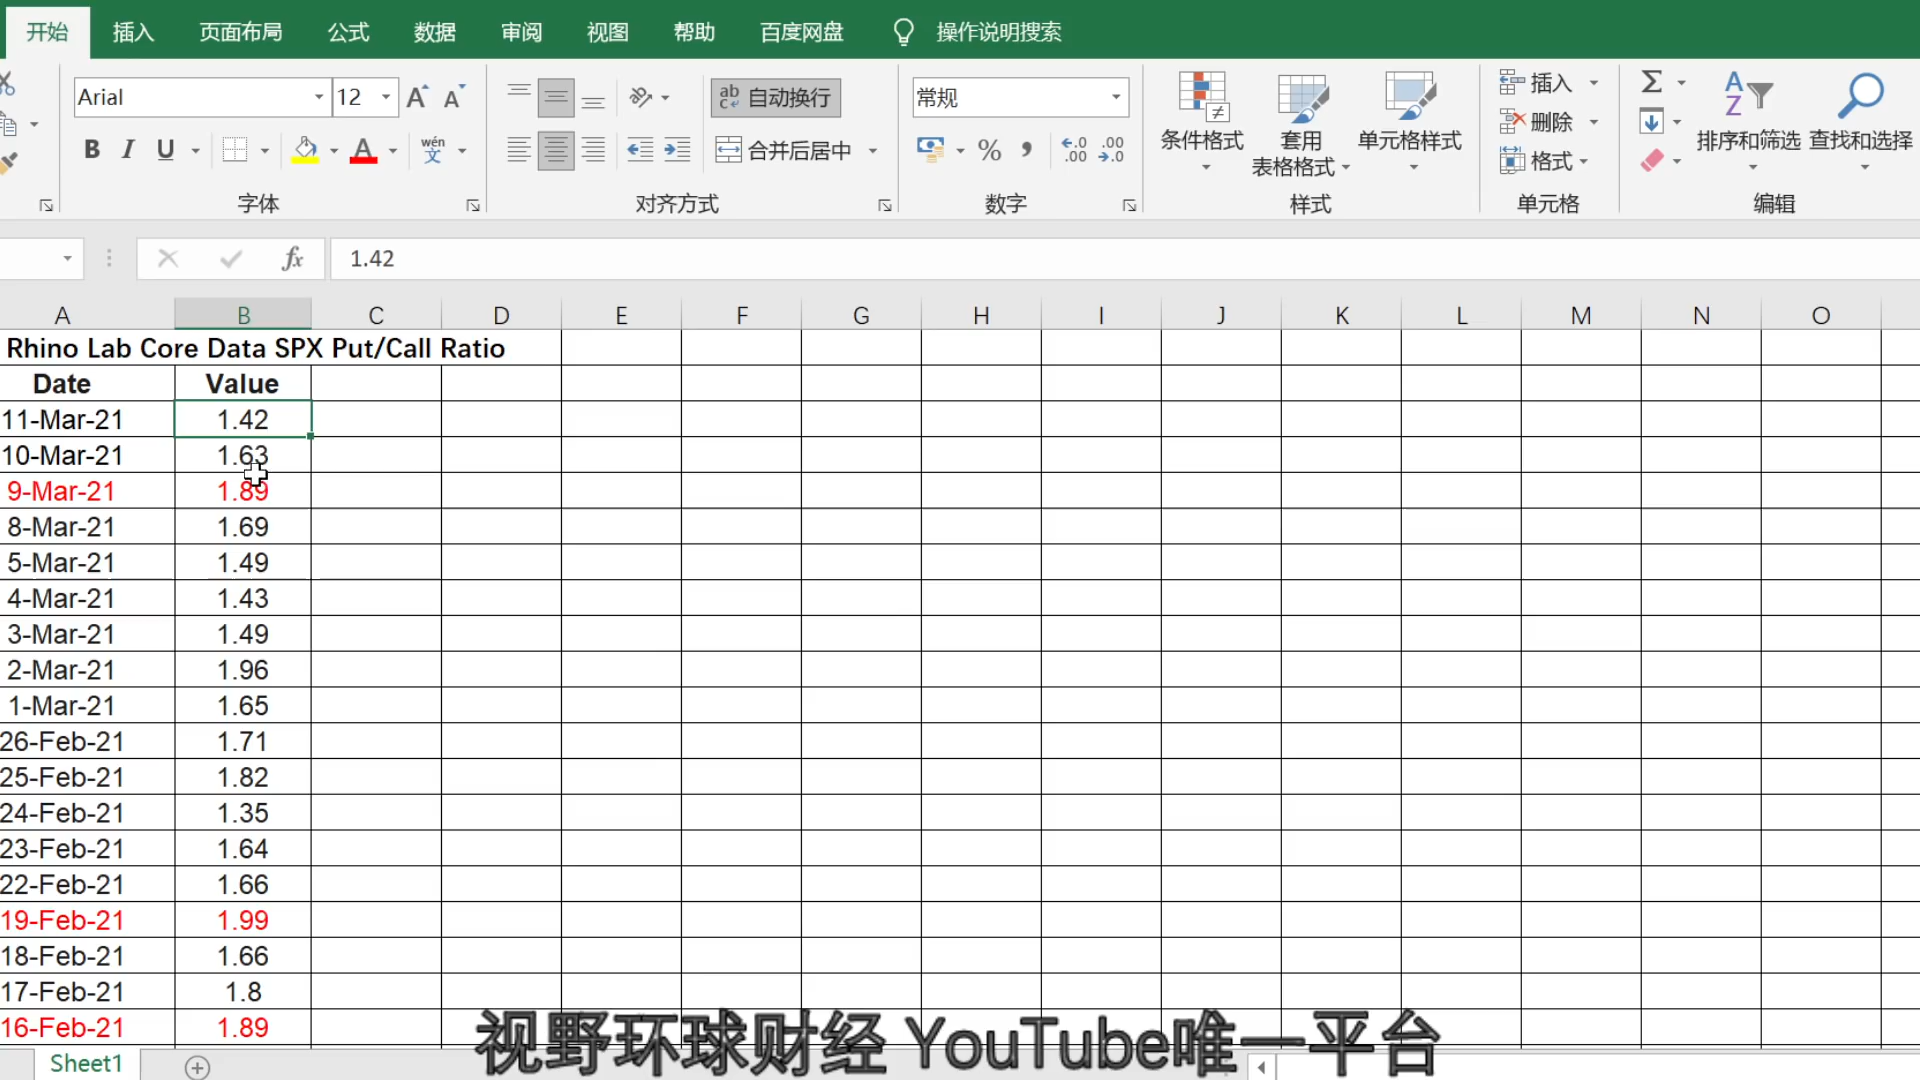 开始 插入 页面布局 公式 数据 审阅 视图 帮助 百度网盘 操作说明搜索
Arial 12 A A ab c 自动换行 常规 条件格式 套用 表格格式 单元格样式 插入 删除 格式 Σ A Z 排序和筛选 查找和选择
B I U A wén 文 合并后居中 % , .0 .00 .00 .0
字体 对齐方式 数字 样式 单元格 编辑
fx 1.42
A B C D E F G H I J K L M N O
Rhino Lab Core Data SPX Put/Call Ratio
Date Value
11-Mar-21 1.42
10-Mar-21 1.63
9-Mar-21 1.89
8-Mar-21 1.69
5-Mar-21 1.49
4-Mar-21 1.43
3-Mar-21 1.49
2-Mar-21 1.96
1-Mar-21 1.65
26-Feb-21 1.71
25-Feb-21 1.82
24-Feb-21 1.35
23-Feb-21 1.64
22-Feb-21 1.66
19-Feb-21 1.99
18-Feb-21 1.66
17-Feb-21 1.8
16-Feb-21 1.89
视野环球财经 YouTube唯一平台
Sheet1